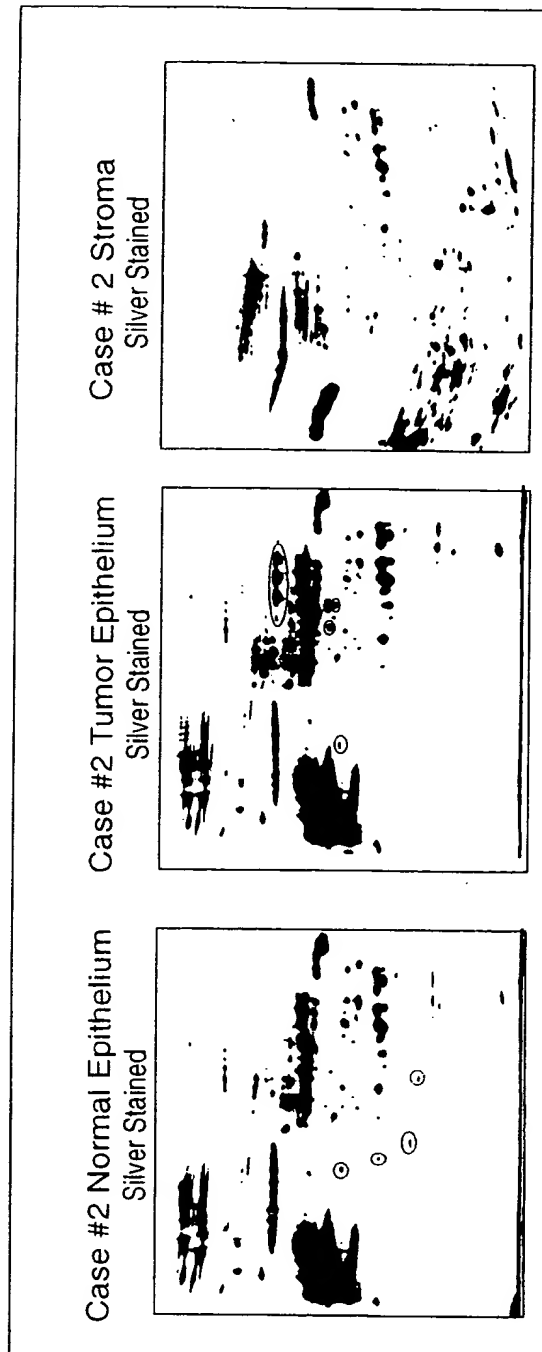 Case #2 Normal Epithelium
Silver Stained
Case #2 Tumor Epithelium
Silver Stained
Case # 2 Stroma
Silver Stained